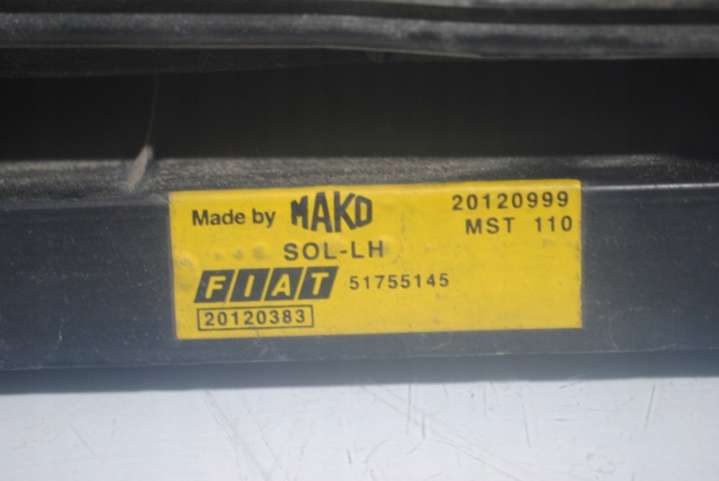 Made by MAKO 20120999
MST 110
SOL-LH
FIAT 51755145
20120383